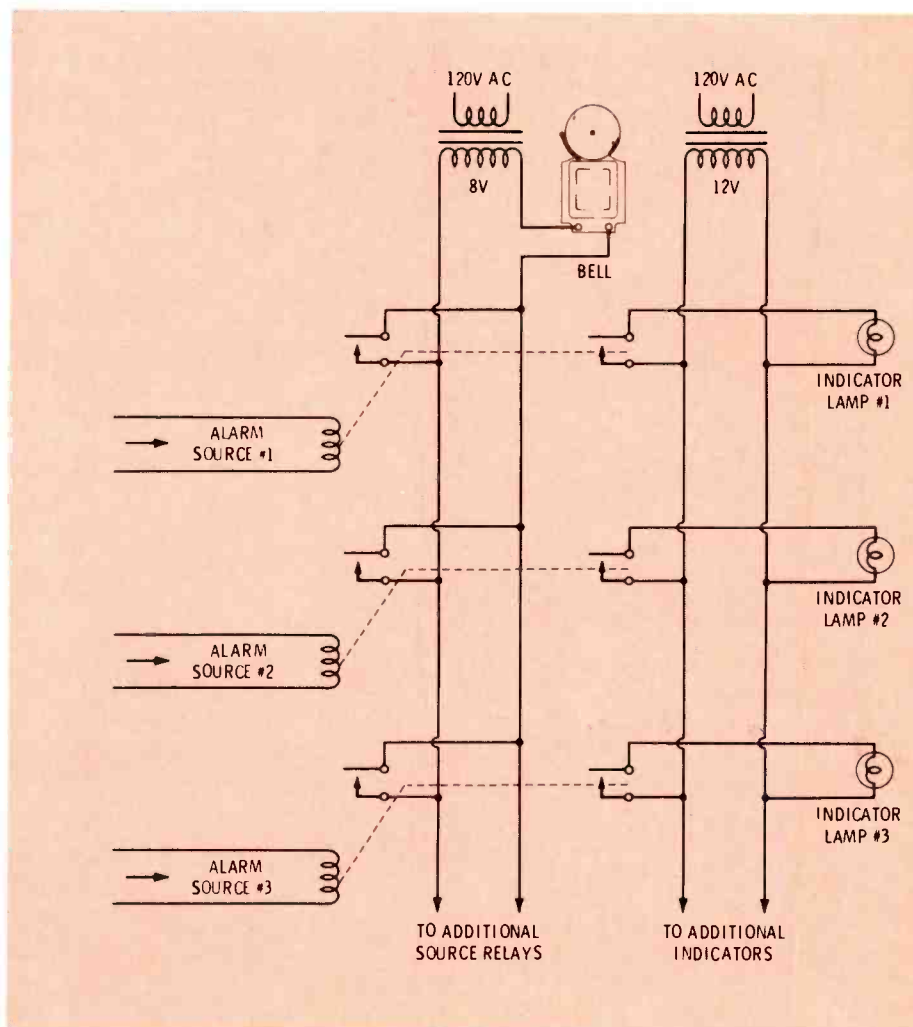 120V AC
120V AC
8V
12V
BELL
INDICATOR
LAMP #1
ALARM
SOURCE #1
INDICATOR
LAMP #2
ALARM
SOURCE #2
INDICATOR
LAMP #3
ALARM
SOURCE #3
TO ADDITIONAL
SOURCE RELAYS
TO ADDITIONAL
INDICATORS